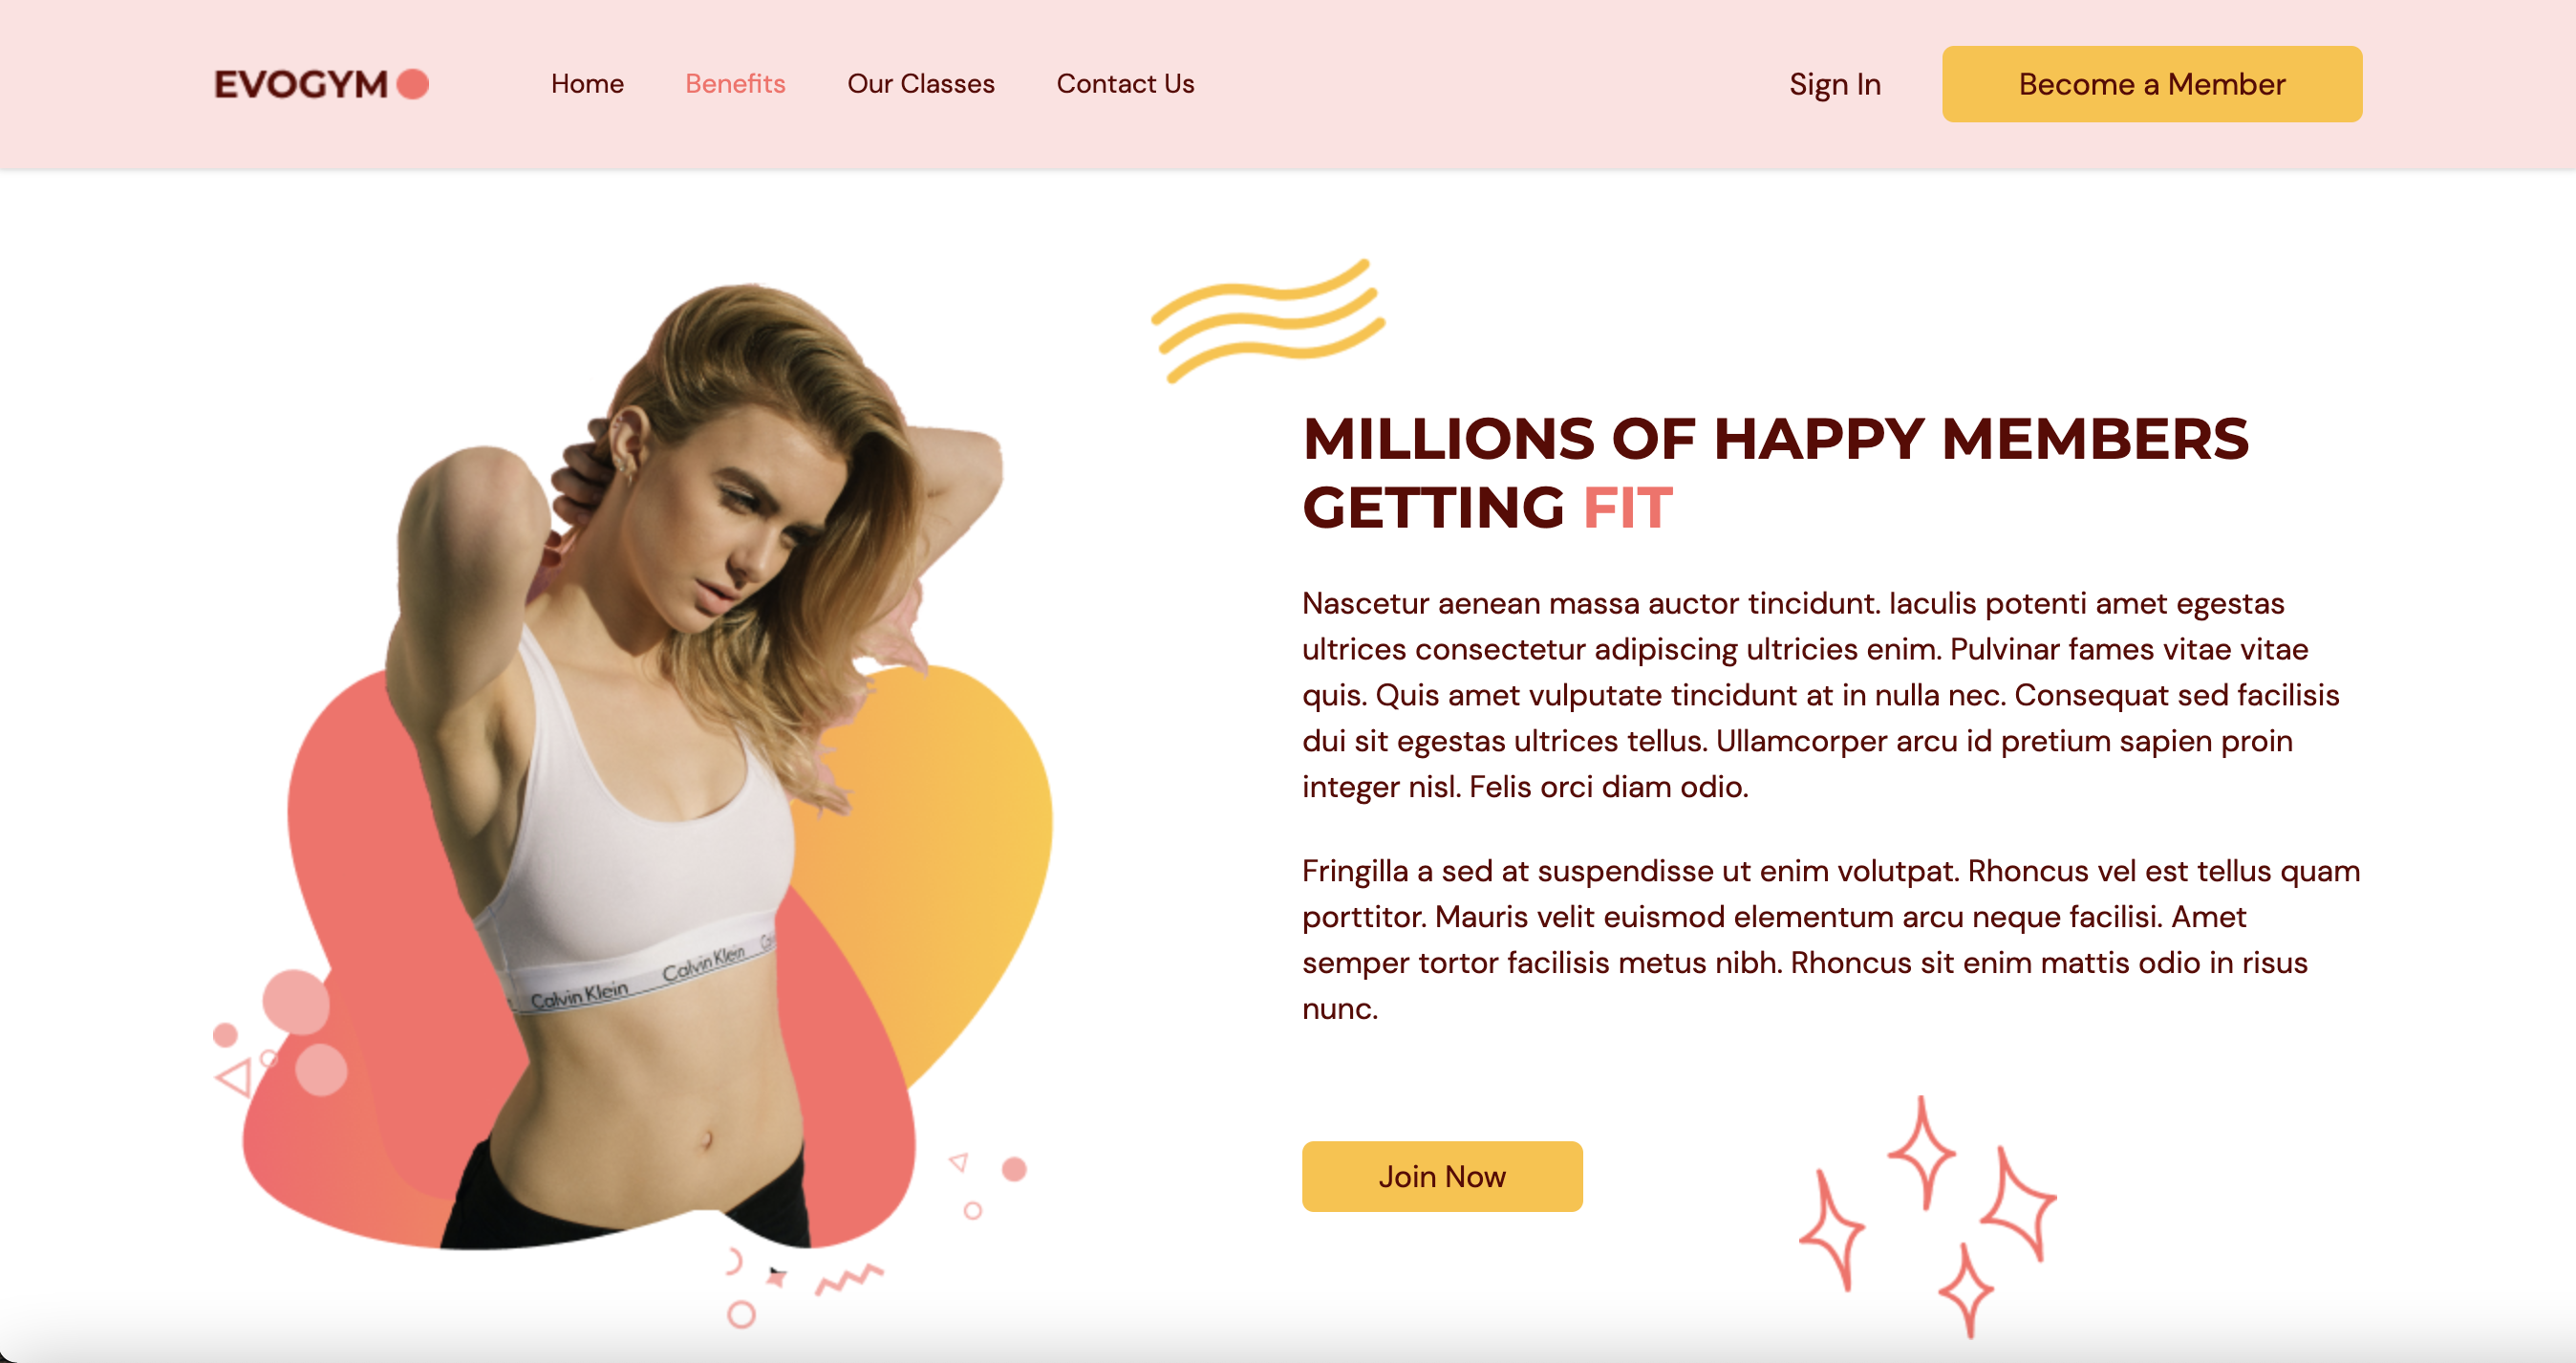 EVOGYM
Home
Benefits
Our Classes
Contact Us
Sign In
Become a Member
MILLIONS OF HAPPY MEMBERS
GETTING FIT
Nascetur aenean massa auctor tincidunt. Iaculis potenti amet egestas
ultrices consectetur adipiscing ultricies enim. Pulvinar fames vitae vitae
quis. Quis amet vulputate tincidunt at in nulla nec. Consequat sed facilisis
dui sit egestas ultrices tellus. Ullamcorper arcu id pretium sapien proin
integer nisl. Felis orci diam odio.
Fringilla a sed at suspendisse ut enim volutpat. Rhoncus vel est tellus quam
porttitor. Mauris velit euismod elementum arcu neque facilisi. Amet
semper tortor facilisis metus nibh. Rhoncus sit enim mattis odio in risus
nunc.
Join Now
Calvin Klein Calvin Klein